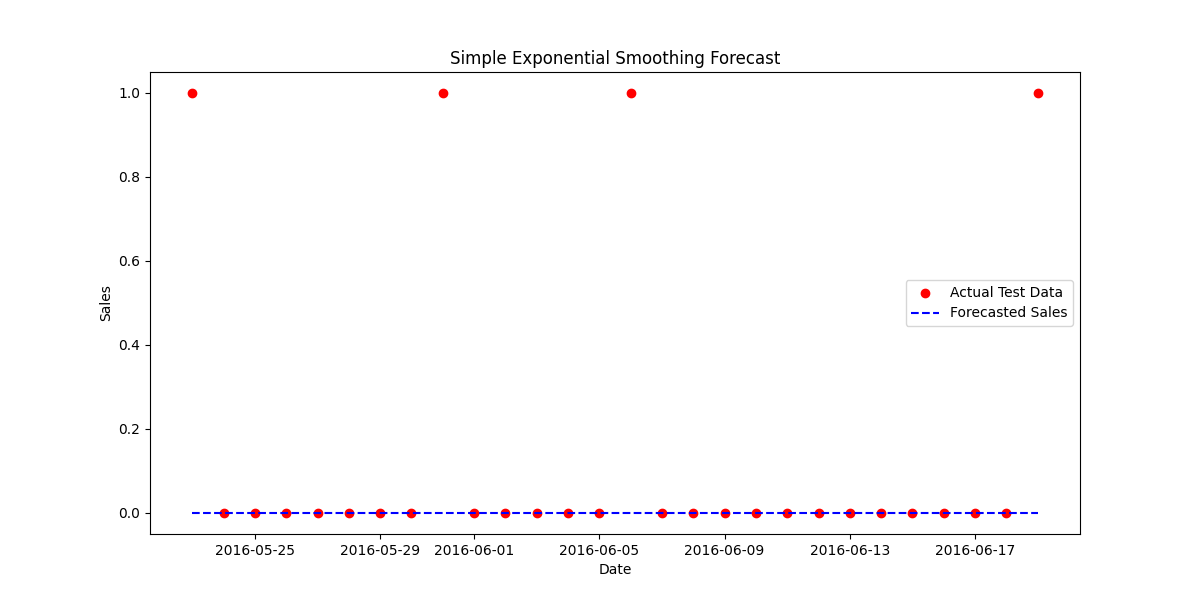 Simple Exponential Smoothing Forecast
1.0
0.8
0.6
0.4
0.2
0.0
Sales
Actual Test Data
Forecasted Sales
2016-05-25 2016-05-29 2016-06-01 2016-06-05 2016-06-09 2016-06-13 2016-06-17
Date